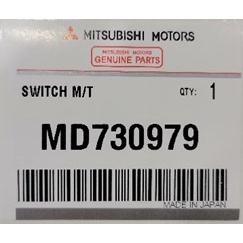 MITSUBISHI MOTORS
MITSUBISHI MOTORS
GENUINE PARTS
SWITCH M/T QTY: 1
MD730979
MADE IN JAPAN